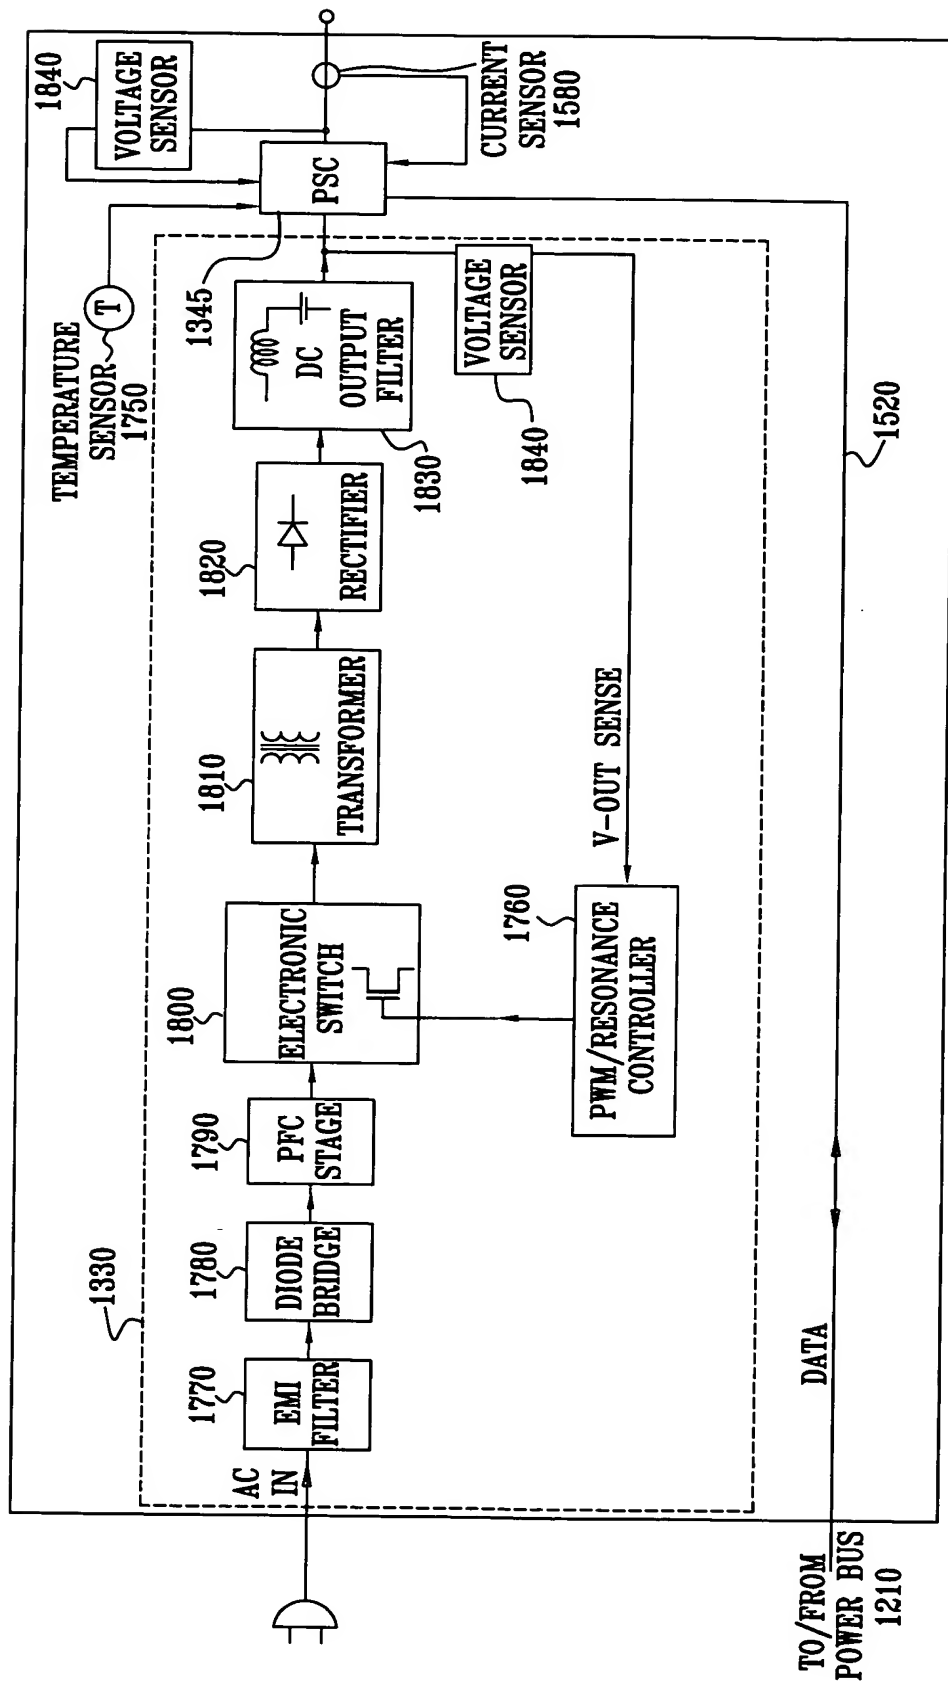 1840
VOLTAGE
SENSOR
CURRENT
SENSOR
1580
PSC
TEMPERATURE
SENSOR
1750
T
1345
DC
OUTPUT
FILTER
1830
VOLTAGE
SENSOR
1840
1520
1820
RECTIFIER
1810
TRANSFORMER
V-OUT SENSE
1800
ELECTRONIC
SWITCH
1760
PWM/RESONANCE
CONTROLLER
1790
PFC
STAGE
1780
DIODE
BRIDGE
1330
1770
EMI
FILTER
AC
IN
DATA
TO/FROM
POWER BUS
1210